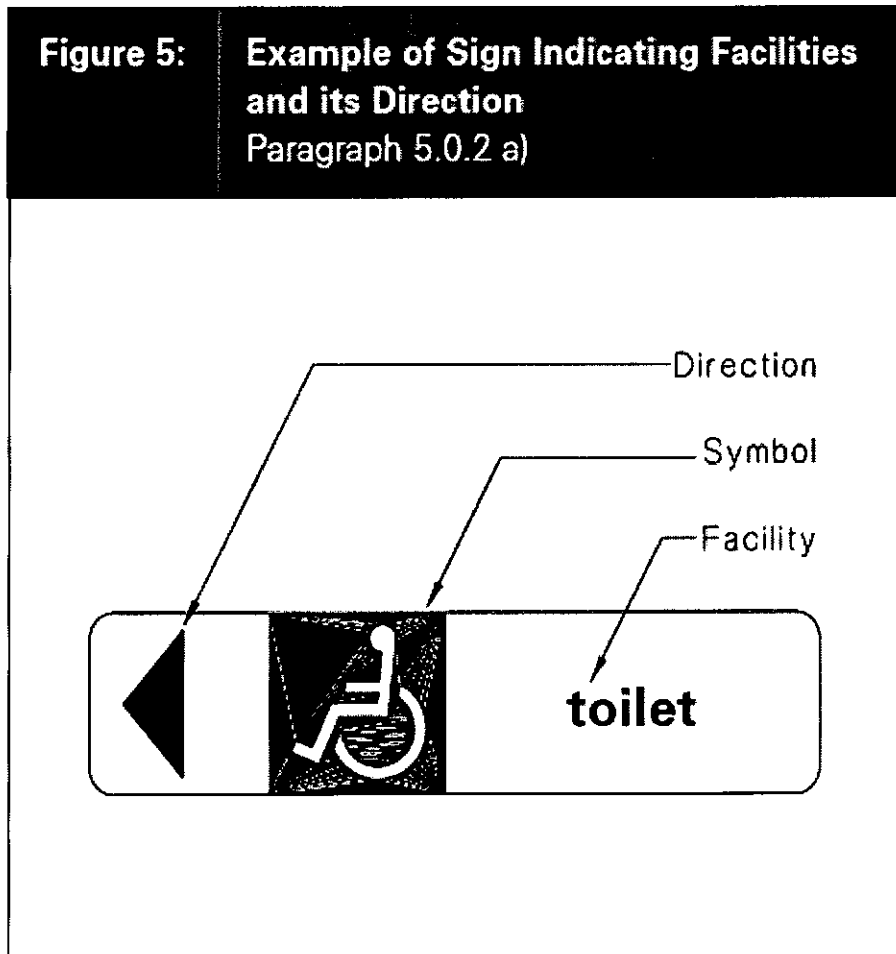 Figure 5:
Example of Sign Indicating Facilities
and its Direction
Paragraph 5.0.2 a)
Direction
Symbol
Facility
toilet